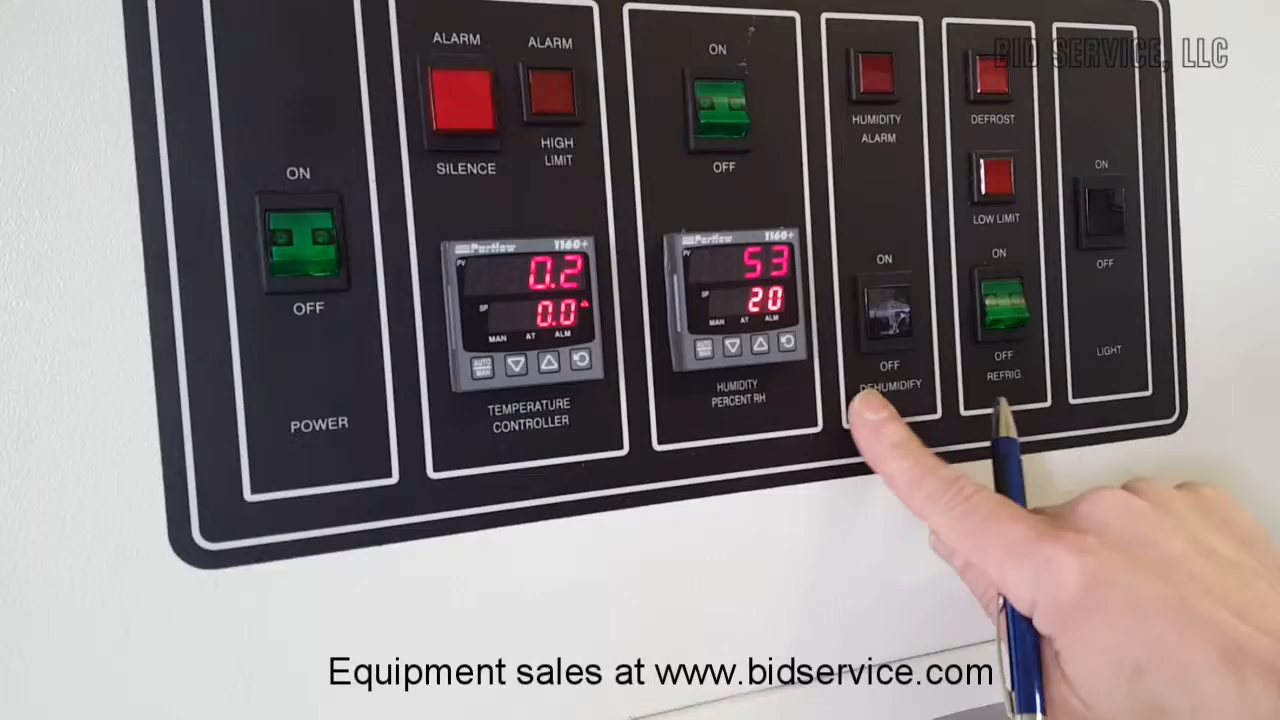 BID SERVICE, LLC
ON
OFF
POWER
ALARM
SILENCE
ALARM
HIGH
LIMIT
Partlow 1160+
PV 0.2
SP 0.0
MAN AT ALM
AUTO
MAN
TEMPERATURE
CONTROLLER
ON
OFF
Partlow 1160+
PV 53
SP 20
MAN AT ALM
AUTO
MAN
HUMIDITY
PERCENT RH
HUMIDITY
ALARM
ON
OFF
DEHUMIDIFY
DEFROST
LOW LIMIT
ON
OFF
REFRIG.
ON
OFF
LIGHT
Equipment sales at www.bidservice.com